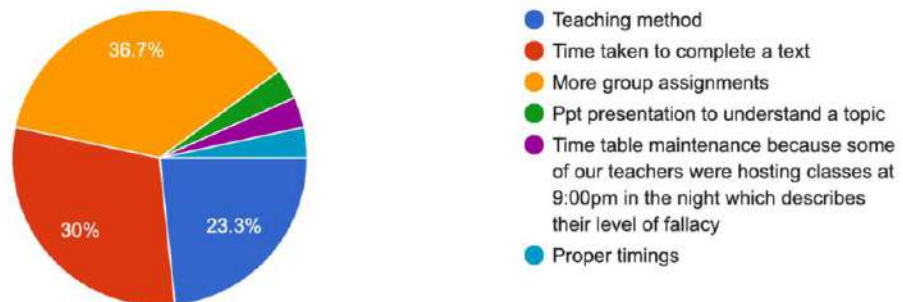 36.7%
30%
23.3%
Teaching method
Time taken to complete a text
More group assignments
Ppt presentation to understand a topic
Time table maintenance because some
of our teachers were hosting classes at
9:00pm in the night which describes
their level of fallacy
Proper timings